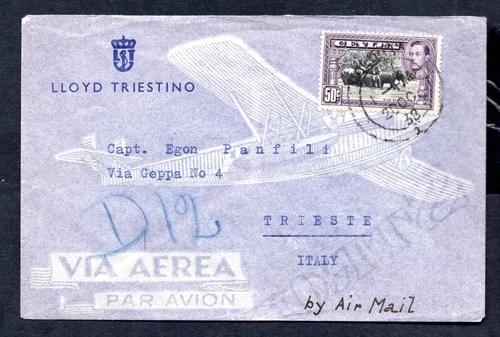 LLOYD TRIESTINO
CEYLON
50c
Capt. Egon Panfili
Via Geppa No 4
TRIESTE
ITALY
D12
VIA AEREA
PAR AVION
by Air Mail